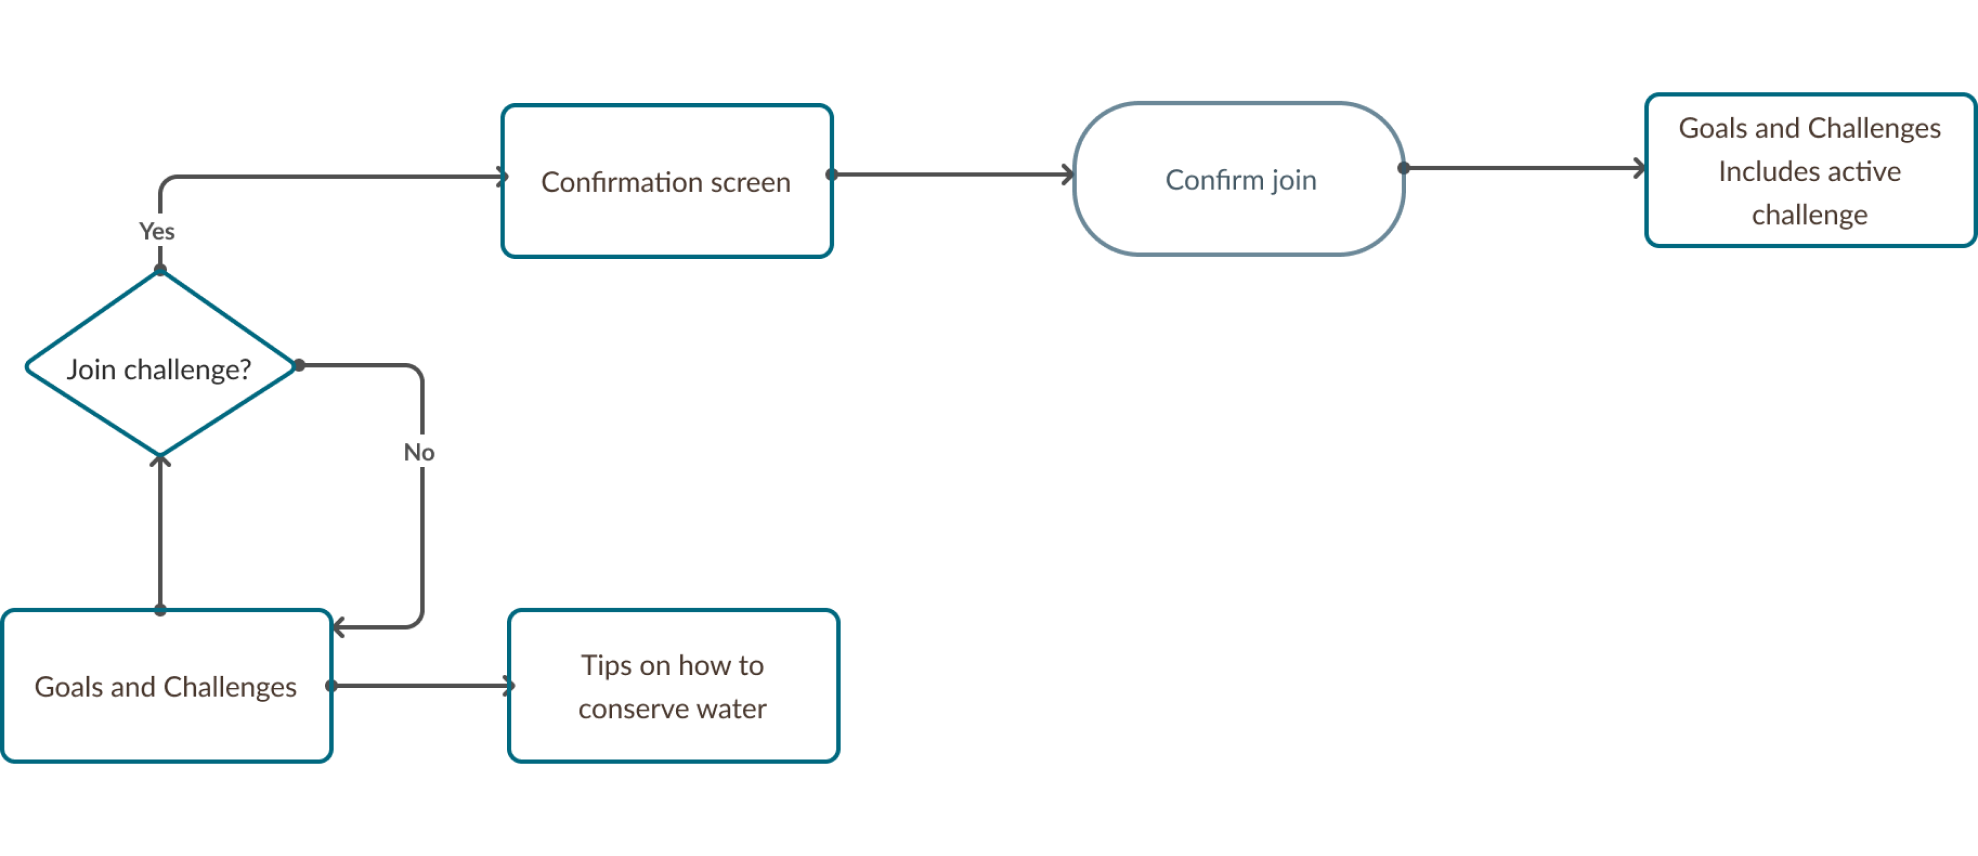 Goals and Challenges
Includes active
challenge
Confirmation screen
Confirm join
Yes
Join challenge?
No
Goals and Challenges
Tips on how to
conserve water